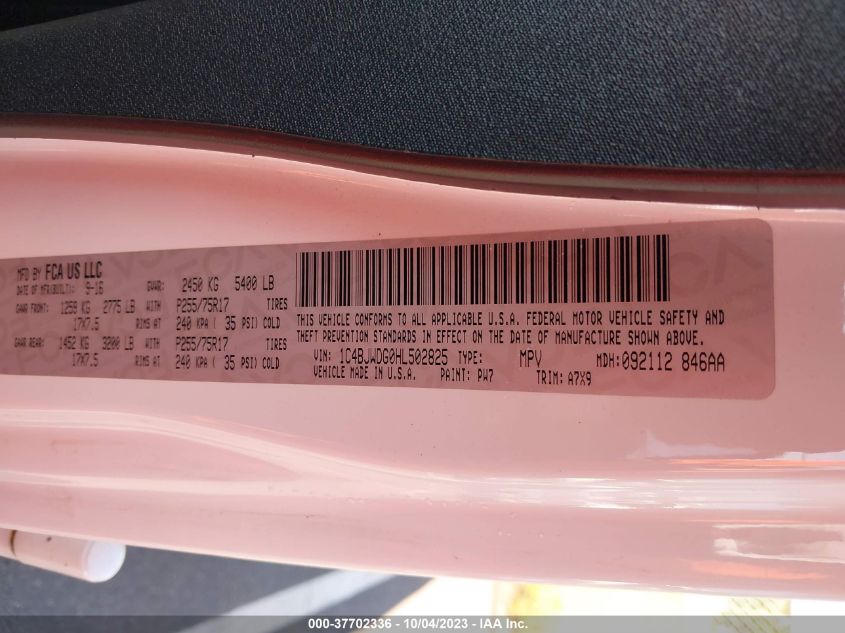 MFD BY FCA US LLC
DATE OF MFR(BUILT): 9-16 GVWR: 2450 KG 5400 LB
GAWR FRONT: 1259 KG 2775 LB WITH P255/75R17 TIRES
17X7.5 RIMS AT 240 KPA ( 35 PSI) COLD
GAWR REAR: 1452 KG 3200 LB WITH P255/75R17 TIRES
17X7.5 RIMS AT 240 KPA ( 35 PSI) COLD
THIS VEHICLE CONFORMS TO ALL APPLICABLE U.S.A. FEDERAL MOTOR VEHICLE SAFETY AND
THEFT PREVENTION STANDARDS IN EFFECT ON THE DATE OF MANUFACTURE SHOWN ABOVE.
VIN: 1C4BJWDG0HL502825 TYPE: MPV MDH:092112 846AA
VEHICLE MADE IN U.S.A. PAINT: PW7 TRIM: A7X9
000-37702336 - 10/04/2023 - IAA Inc.